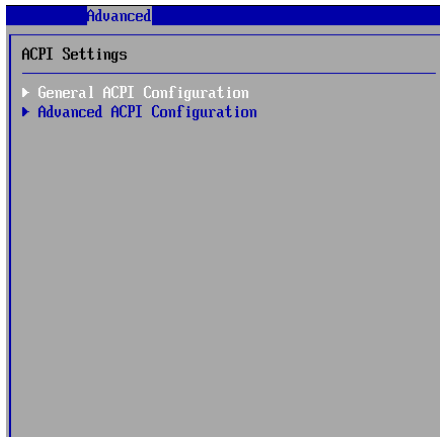 Advanced
ACPI Settings
▶ General ACPI Configuration
▶ Advanced ACPI Configuration